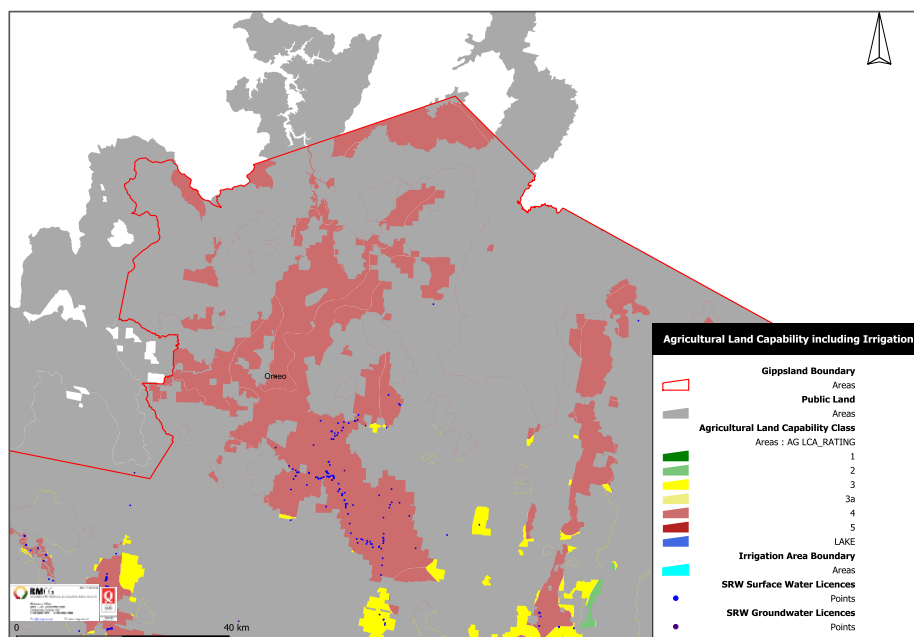 Omeo
Agricultural Land Capability including Irrigation
Gippsland Boundary
Areas
Public Land
Areas
Agricultural Land Capability Class
Areas : AG LCA_RATING
1
2
3
3a
4
5
LAKE
Irrigation Area Boundary
Areas
SRW Surface Water Licences
Points
SRW Groundwater Licences
Points
0
40 km